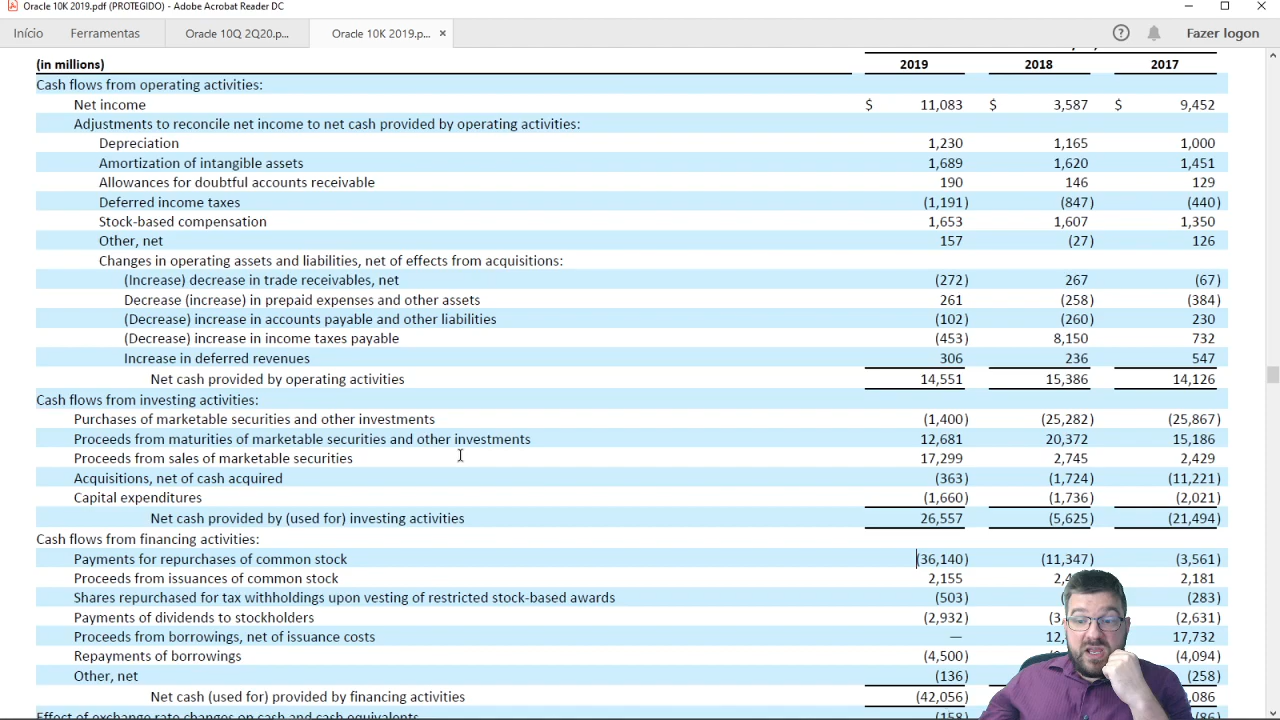 Oracle 10K 2019.pdf (PROTEGIDO) - Adobe Acrobat Reader DC
Início Ferramentas Oracle 10Q 2Q20.p... Oracle 10K 2019.p... × Fazer logon
(in millions) 2019 2018 2017
Cash flows from operating activities:
Net income $ 11,083 $ 3,587 $ 9,452
Adjustments to reconcile net income to net cash provided by operating activities:
Depreciation 1,230 1,165 1,000
Amortization of intangible assets 1,689 1,620 1,451
Allowances for doubtful accounts receivable 190 146 129
Deferred income taxes (1,191) (847) (440)
Stock-based compensation 1,653 1,607 1,350
Other, net 157 (27) 126
Changes in operating assets and liabilities, net of effects from acquisitions:
(Increase) decrease in trade receivables, net (272) 267 (67)
Decrease (increase) in prepaid expenses and other assets 261 (258) (384)
(Decrease) increase in accounts payable and other liabilities (102) (260) 230
(Decrease) increase in income taxes payable (453) 8,150 732
Increase in deferred revenues 306 236 547
Net cash provided by operating activities 14,551 15,386 14,126
Cash flows from investing activities:
Purchases of marketable securities and other investments (1,400) (25,282) (25,867)
Proceeds from maturities of marketable securities and other investments 12,681 20,372 15,186
Proceeds from sales of marketable securities 17,299 2,745 2,429
Acquisitions, net of cash acquired (363) (1,724) (11,221)
Capital expenditures (1,660) (1,736) (2,021)
Net cash provided by (used for) investing activities 26,557 (5,625) (21,494)
Cash flows from financing activities:
Payments for repurchases of common stock (36,140) (11,347) (3,561)
Proceeds from issuances of common stock 2,155 2,181
Shares repurchased for tax withholdings upon vesting of restricted stock-based awards (503) (283)
Payments of dividends to stockholders (2,932) (2,631)
Proceeds from borrowings, net of issuance costs — 17,732
Repayments of borrowings (4,500) (4,094)
Other, net (136) (258)
Net cash (used for) provided by financing activities (42,056)
Effect of exchange rate changes on cash and cash equivalents (158) (86)